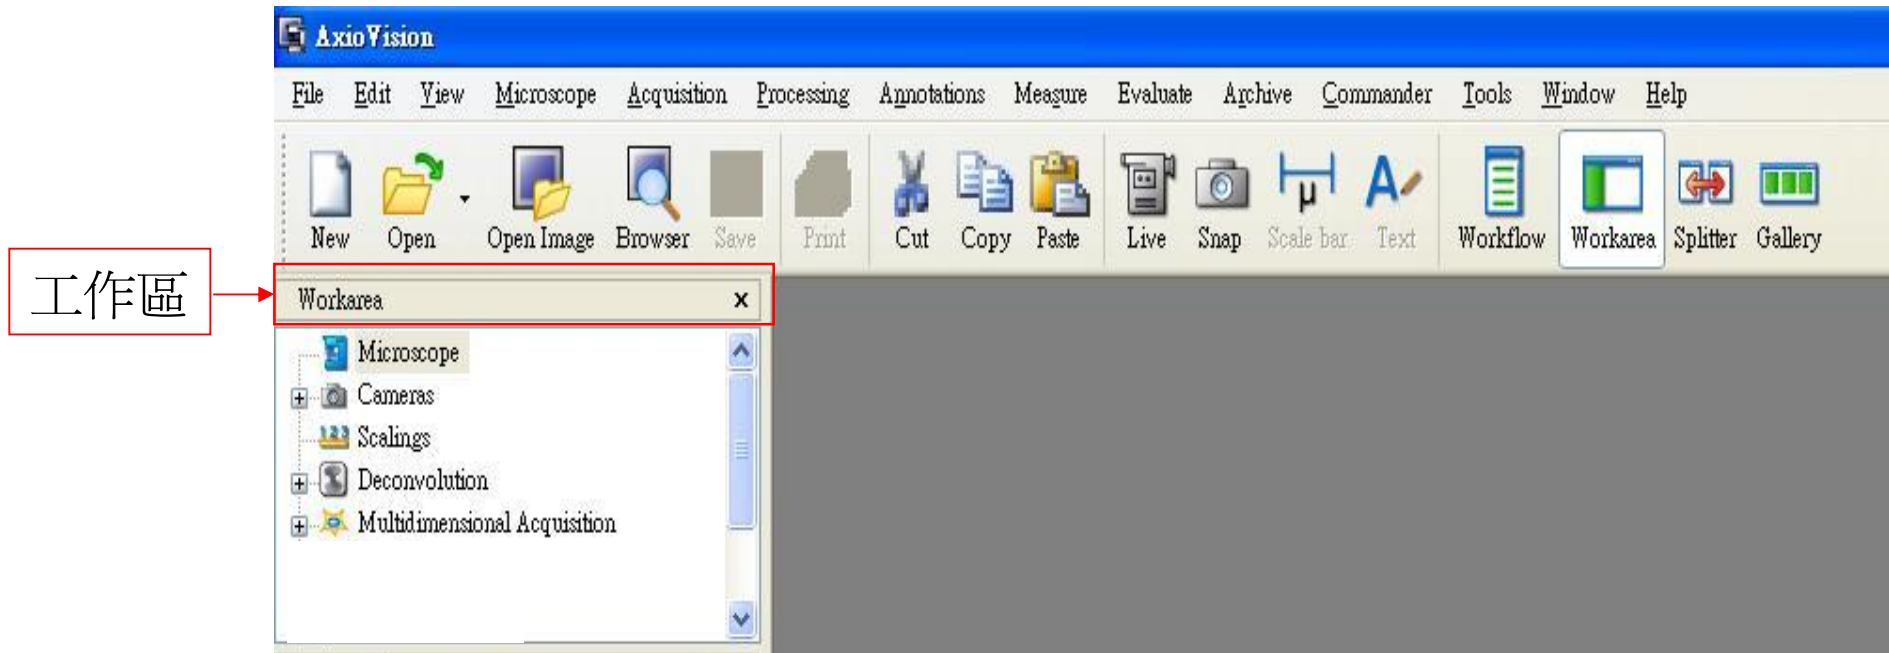 AxioVision
File Edit View Microscope Acquisition Processing Annotations Measure Evaluate Archive Commander Tools Window Help
New Open Open Image Browser Save Print Cut Copy Paste Live Snap Scale bar Text Workflow Workarea Splitter Gallery
工作區
Workarea x
Microscope
Cameras
Scalings
Deconvolution
Multidimensional Acquisition